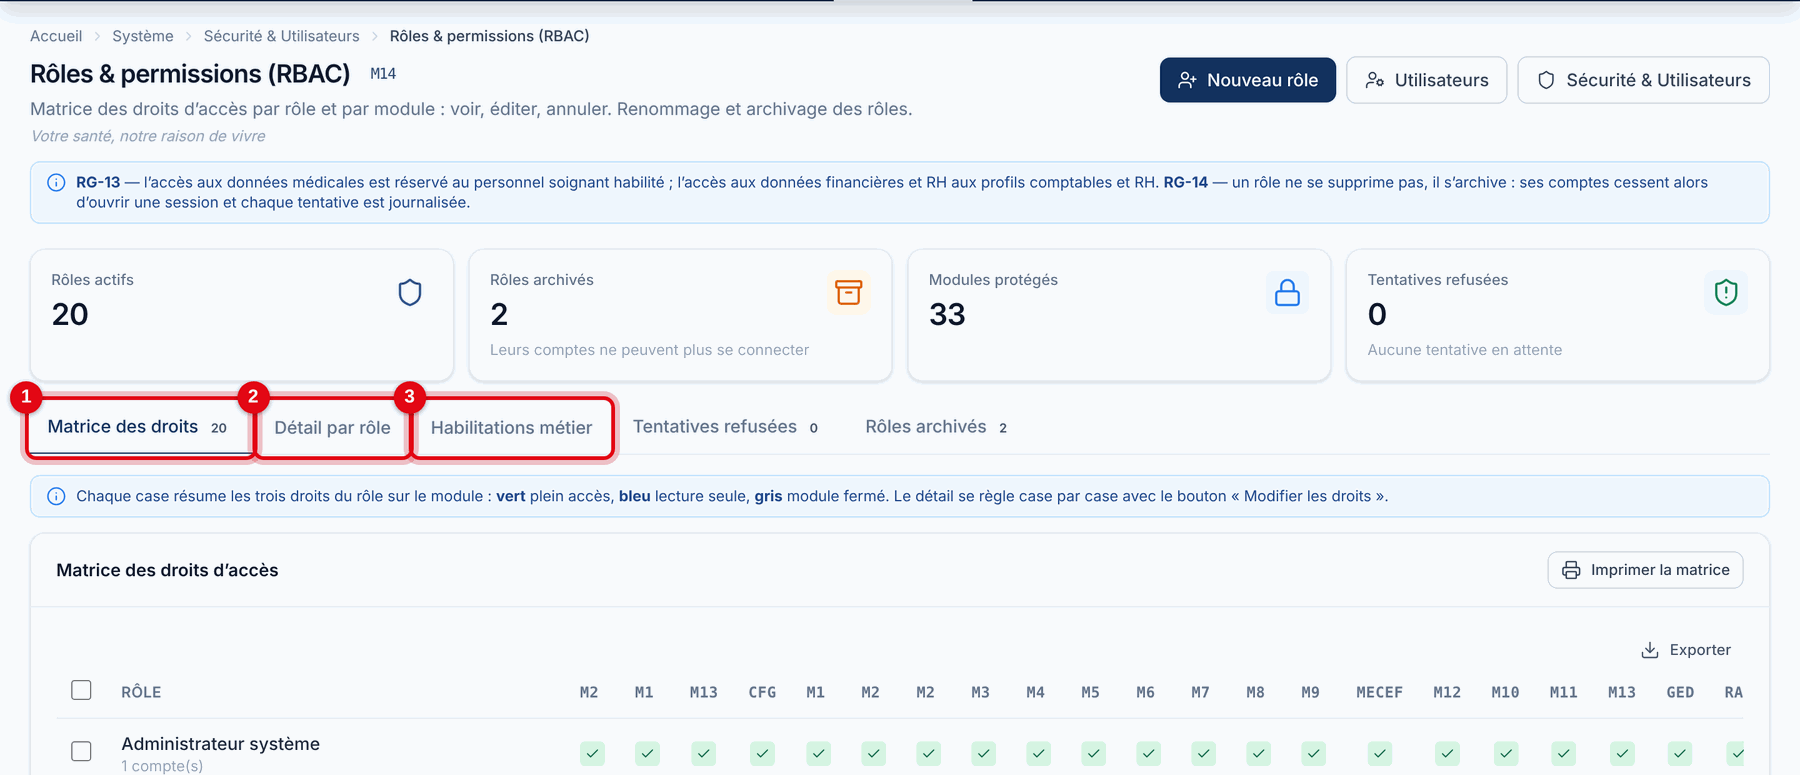 Accueil > Système > Sécurité & Utilisateurs > Rôles & permissions (RBAC)
Rôles & permissions (RBAC) M14
Nouveau rôle
Utilisateurs
Sécurité & Utilisateurs
Matrice des droits d’accès par rôle et par module : voir, éditer, annuler. Renommage et archivage des rôles.
Votre santé, notre raison de vivre
RG-13 — l’accès aux données médicales est réservé au personnel soignant habilité ; l’accès aux données financières et RH aux profils comptables et RH. RG-14 — un rôle ne se supprime pas, il s’archive : ses comptes cessent alors
d’ouvrir une session et chaque tentative est journalisée.
Rôles actifs
20
Rôles archivés
2
Leurs comptes ne peuvent plus se connecter
Modules protégés
33
Tentatives refusées
0
Aucune tentative en attente
1 2 3
Matrice des droits 20 Détail par rôle Habilitations métier Tentatives refusées 0 Rôles archivés 2
Chaque case résume les trois droits du rôle sur le module : vert plein accès, bleu lecture seule, gris module fermé. Le détail se règle case par case avec le bouton « Modifier les droits ».
Matrice des droits d’accès
Imprimer la matrice
Exporter
RÔLE M2 M1 M13 CFG M1 M2 M2 M3 M4 M5 M6 M7 M8 M9 MECEF M12 M10 M11 M13 GED RA
Administrateur système
1 compte(s)